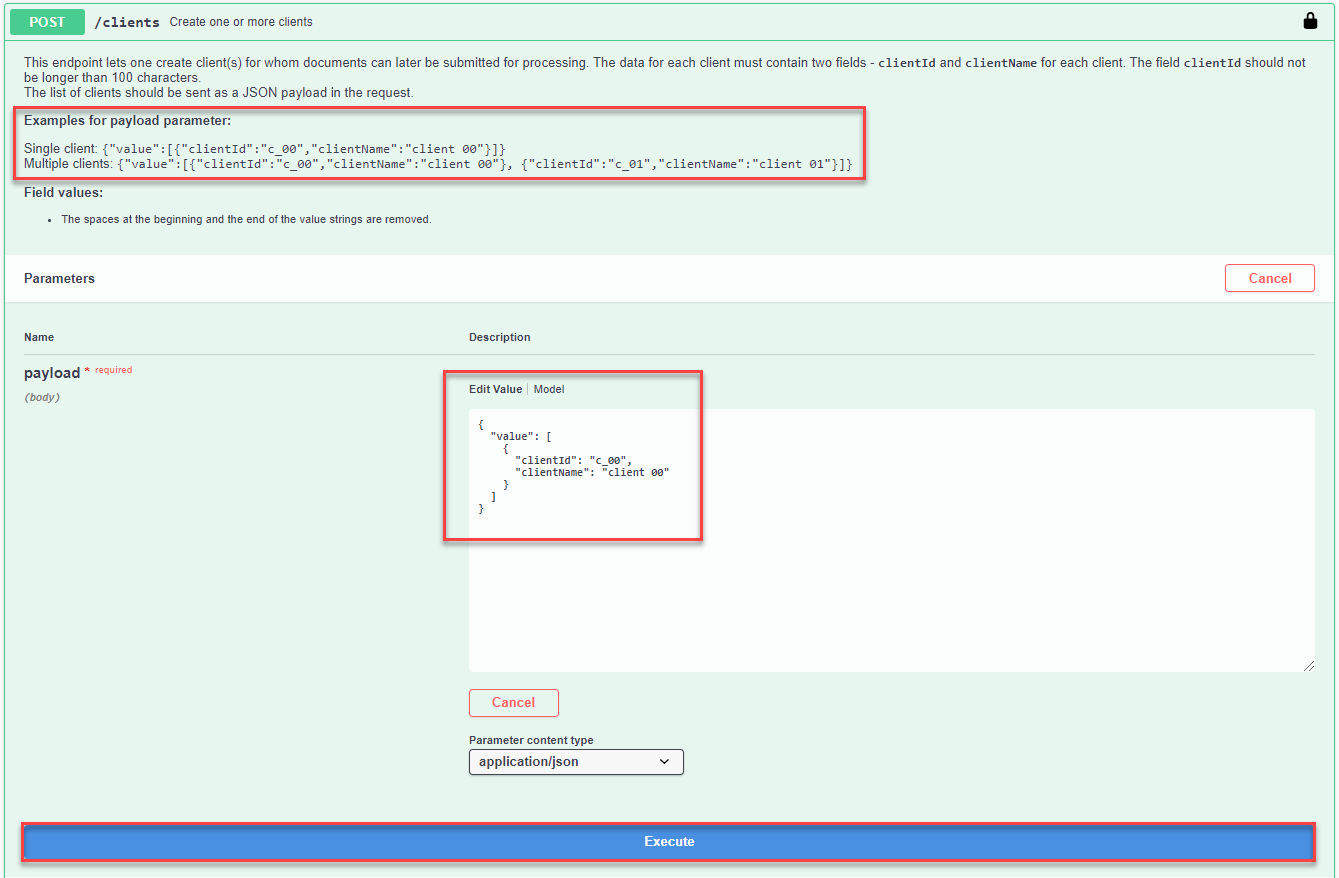 POST /clients Create one or more clients
This endpoint lets one create client(s) for whom documents can later be submitted for processing. The data for each client must contain two fields - clientId and clientName for each client. The field clientId should not
be longer than 100 characters.
The list of clients should be sent as a JSON payload in the request.
Examples for payload parameter:
Single client: {"value":[{"clientId":"c_00","clientName":"client 00"}]}
Multiple clients: {"value":[{"clientId":"c_00","clientName":"client 00"}, {"clientId":"c_01","clientName":"client 01"}]}
Field values:
• The spaces at the beginning and the end of the value strings are removed.
Parameters Cancel
Name Description
payload * required
(body)
Edit Value Model
{
  "value": [
    {
      "clientId": "c_00",
      "clientName": "client 00"
    }
  ]
}
Cancel
Parameter content type
application/json
Execute